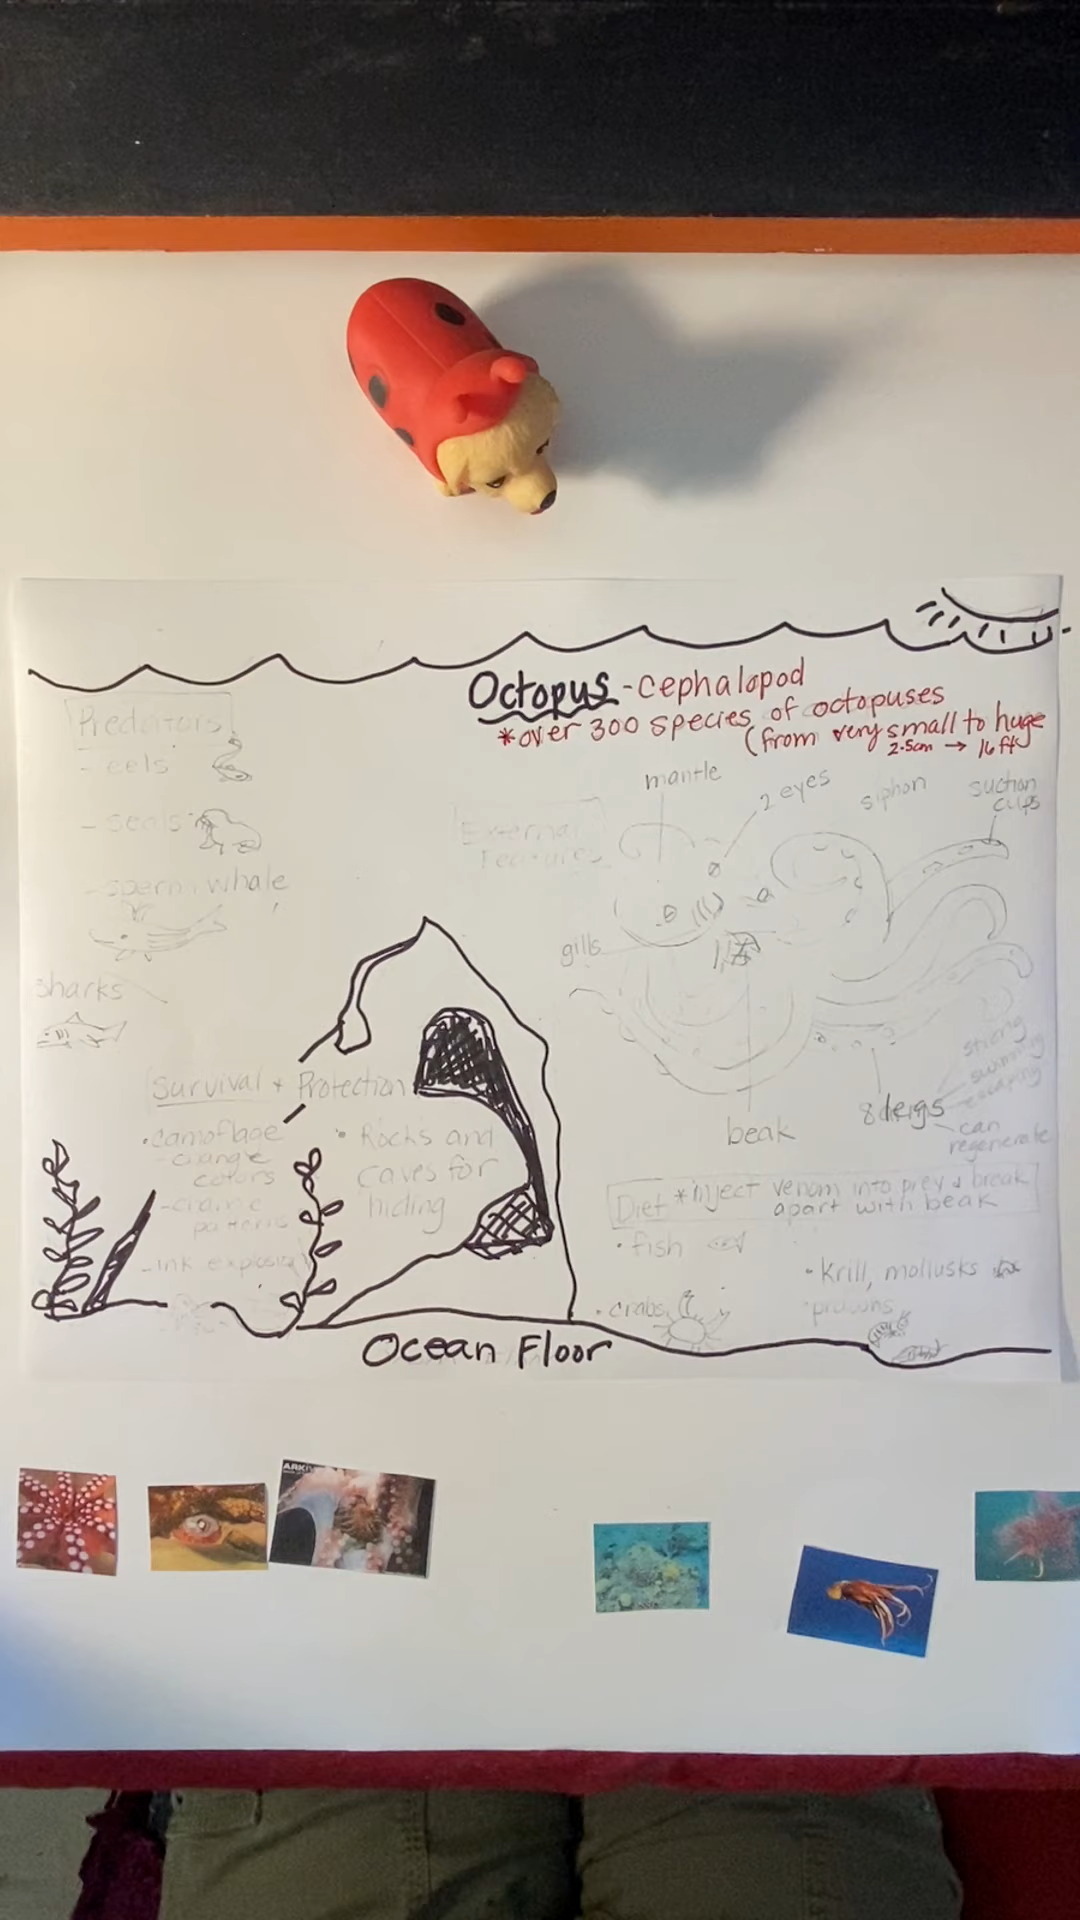 Octopus - cephalopod
*over 300 species of octopuses
(from very small to huge
2.5cm → 16 ft
Predators
- eels
- seals
- sperm whale
sharks
External
Features
mantle
2 eyes
siphon
suction
cups
gills
beak
8 legs
strong
swimming
escaping
can
regenerate
Survival + Protection
• camoflage
- change
colors
- change
patterns
- ink explosion
• Rocks and
caves for
hiding
Diet *inject venom into prey & break
apart with beak
• fish
• crabs
• krill, mollusks
• prawns
Ocean Floor
ARKIVE